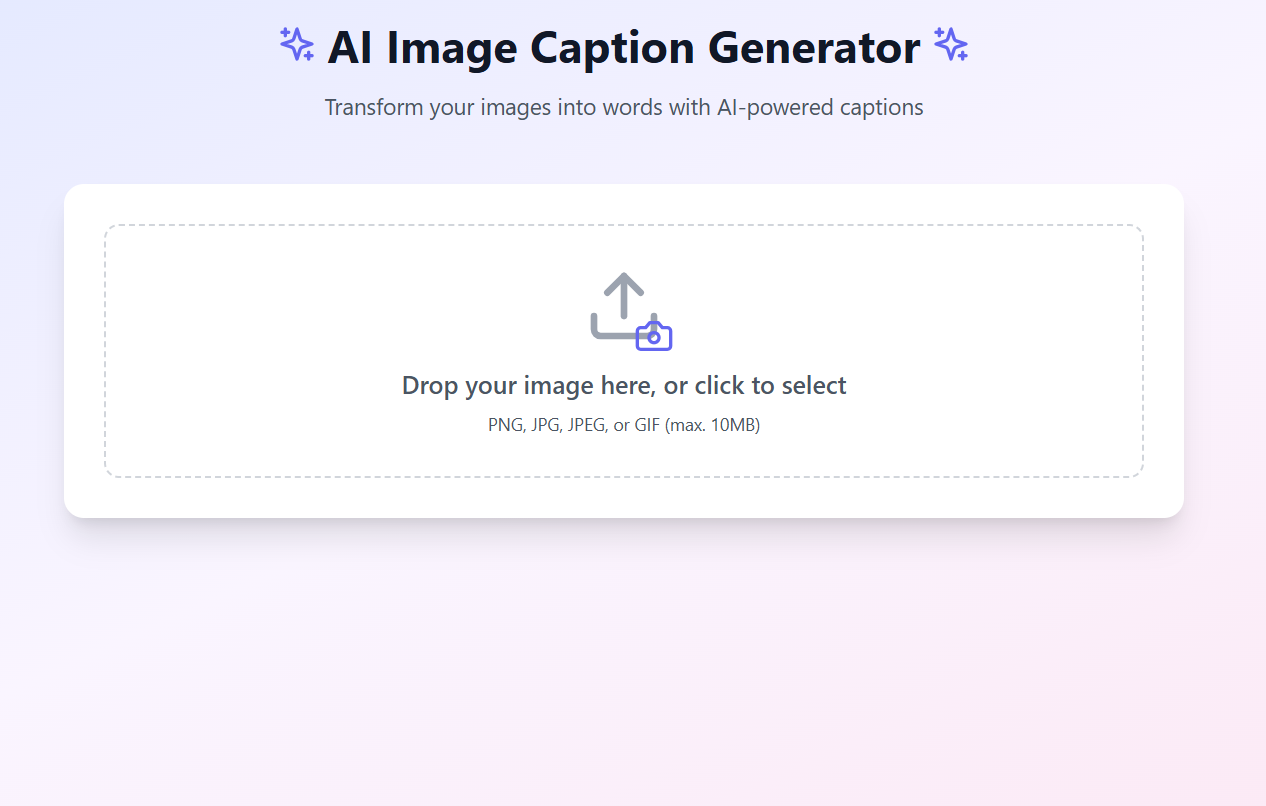 AI Image Caption Generator
Transform your images into words with AI-powered captions
Drop your image here, or click to select
PNG, JPG, JPEG, or GIF (max. 10MB)